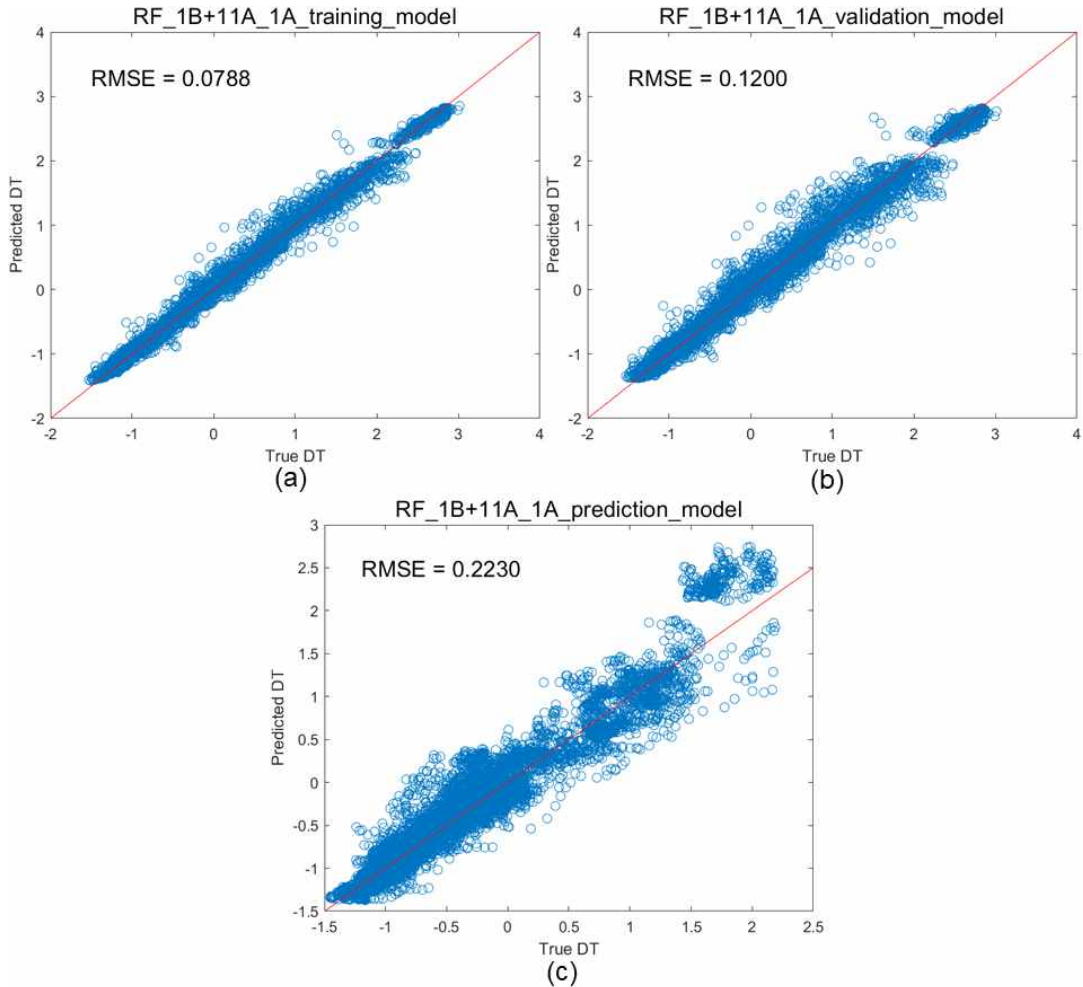 RF_1B+11A_1A_training_model
RMSE = 0.0788
Predicted DT
4
3
2
1
0
-1
-2
-2 -1 0 1 2 3 4
True DT
(a)
RF_1B+11A_1A_validation_model
RMSE = 0.1200
Predicted DT
4
3
2
1
0
-1
-2
-2 -1 0 1 2 3 4
True DT
(b)
RF_1B+11A_1A_prediction_model
RMSE = 0.2230
Predicted DT
3
2.5
2
1.5
1
0.5
0
-0.5
-1
-1.5
-1.5 -1 -0.5 0 0.5 1 1.5 2 2.5
True DT
(c)